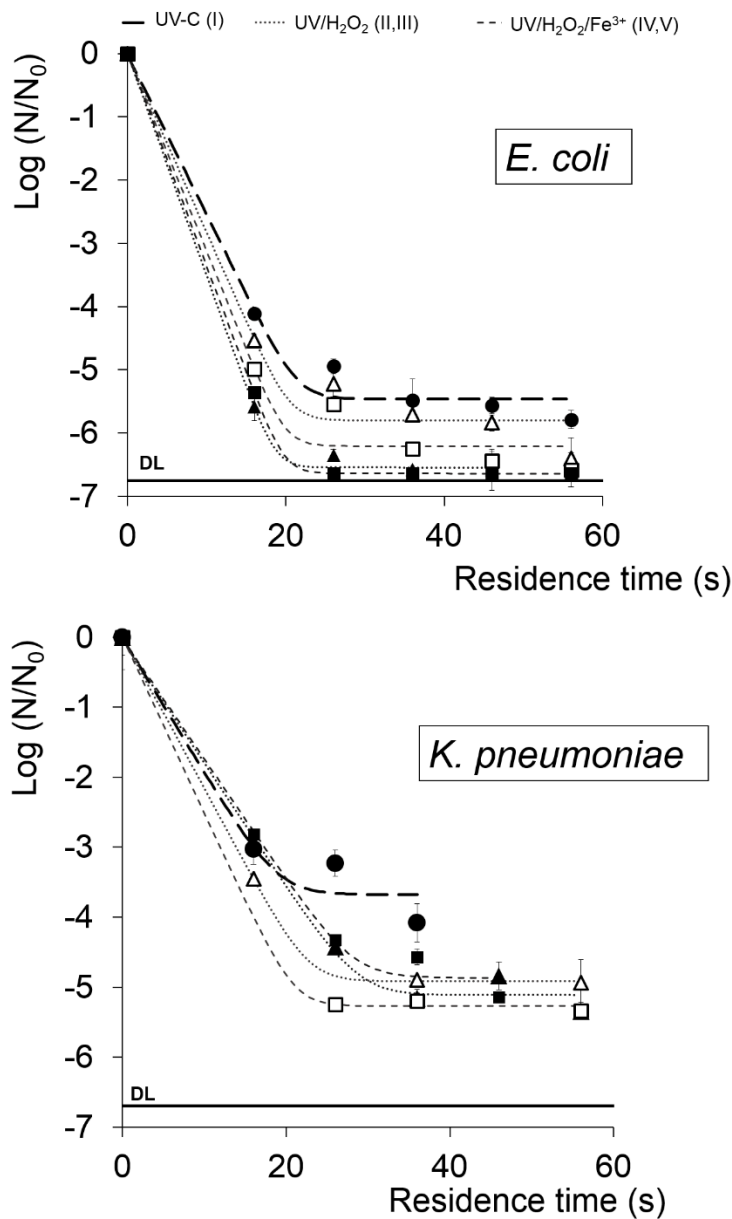 UV-C (I) UV/H₂O₂ (II,III) UV/H₂O₂/Fe³⁺ (IV,V)
Log (N/N₀)
0
-1
-2
-3
-4
-5
-6
-7
E. coli
DL
0 20 40 60
Residence time (s)
Log (N/N₀)
0
-1
-2
-3
-4
-5
-6
-7
K. pneumoniae
DL
0 20 40 60
Residence time (s)